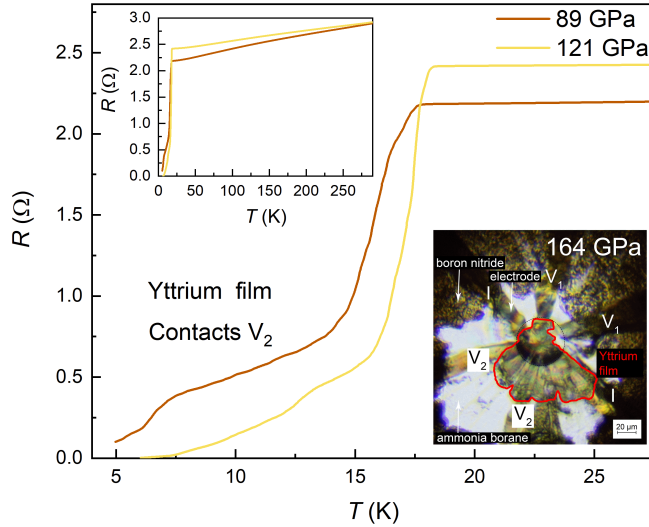 89 GPa
121 GPa
3.0
2.5
2.0
1.5
1.0
0.5
0.0
R (Ω)
0 50 100 150 200 250
T (K)
2.5
2.0
1.5
1.0
0.5
0.0
R (Ω)
Yttrium film
Contacts V2
164 GPa
boron nitride
electrode
I
V1
V1
V2
Yttrium
film
I
V2
ammonia borane
20 μm
5 10 15 20 25
T (K)